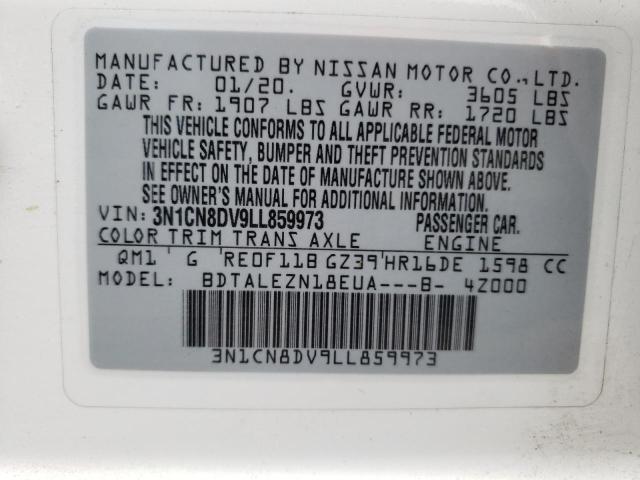 MANUFACTURED BY NISSAN MOTOR CO.,LTD.
DATE: 01/20. GVWR: 3605 LBS
GAWR FR: 1907 LBS GAWR RR: 1720 LBS
THIS VEHICLE CONFORMS TO ALL APPLICABLE FEDERAL MOTOR
VEHICLE SAFETY, BUMPER AND THEFT PREVENTION STANDARDS
IN EFFECT ON THE DATE OF MANUFACTURE SHOWN ABOVE.
SEE OWNER'S MANUAL FOR ADDITIONAL INFORMATION.
VIN: 3N1CN8DV9LL859973 PASSENGER CAR.
COLOR TRIM TRANS AXLE ENGINE
QM1 G RE0F11B GZ39 HR16DE 1598 CC
MODEL: BDTALEZN18EUA---B- 4Z000
3N1CN8DV9LL859973